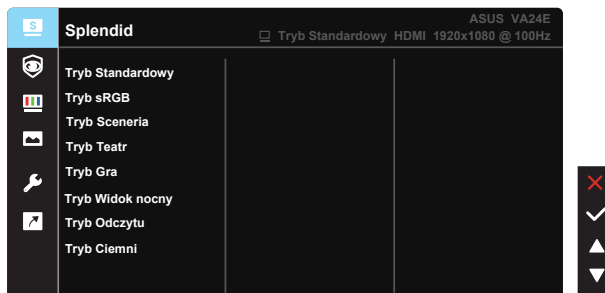 S
ASUS VA24E
Splendid
Tryb Standardowy HDMI 1920x1080 @ 100Hz
Tryb Standardowy
Tryb sRGB
Tryb Sceneria
Tryb Teatr
Tryb Gra
Tryb Widok nocny
Tryb Odczytu
Tryb Ciemni